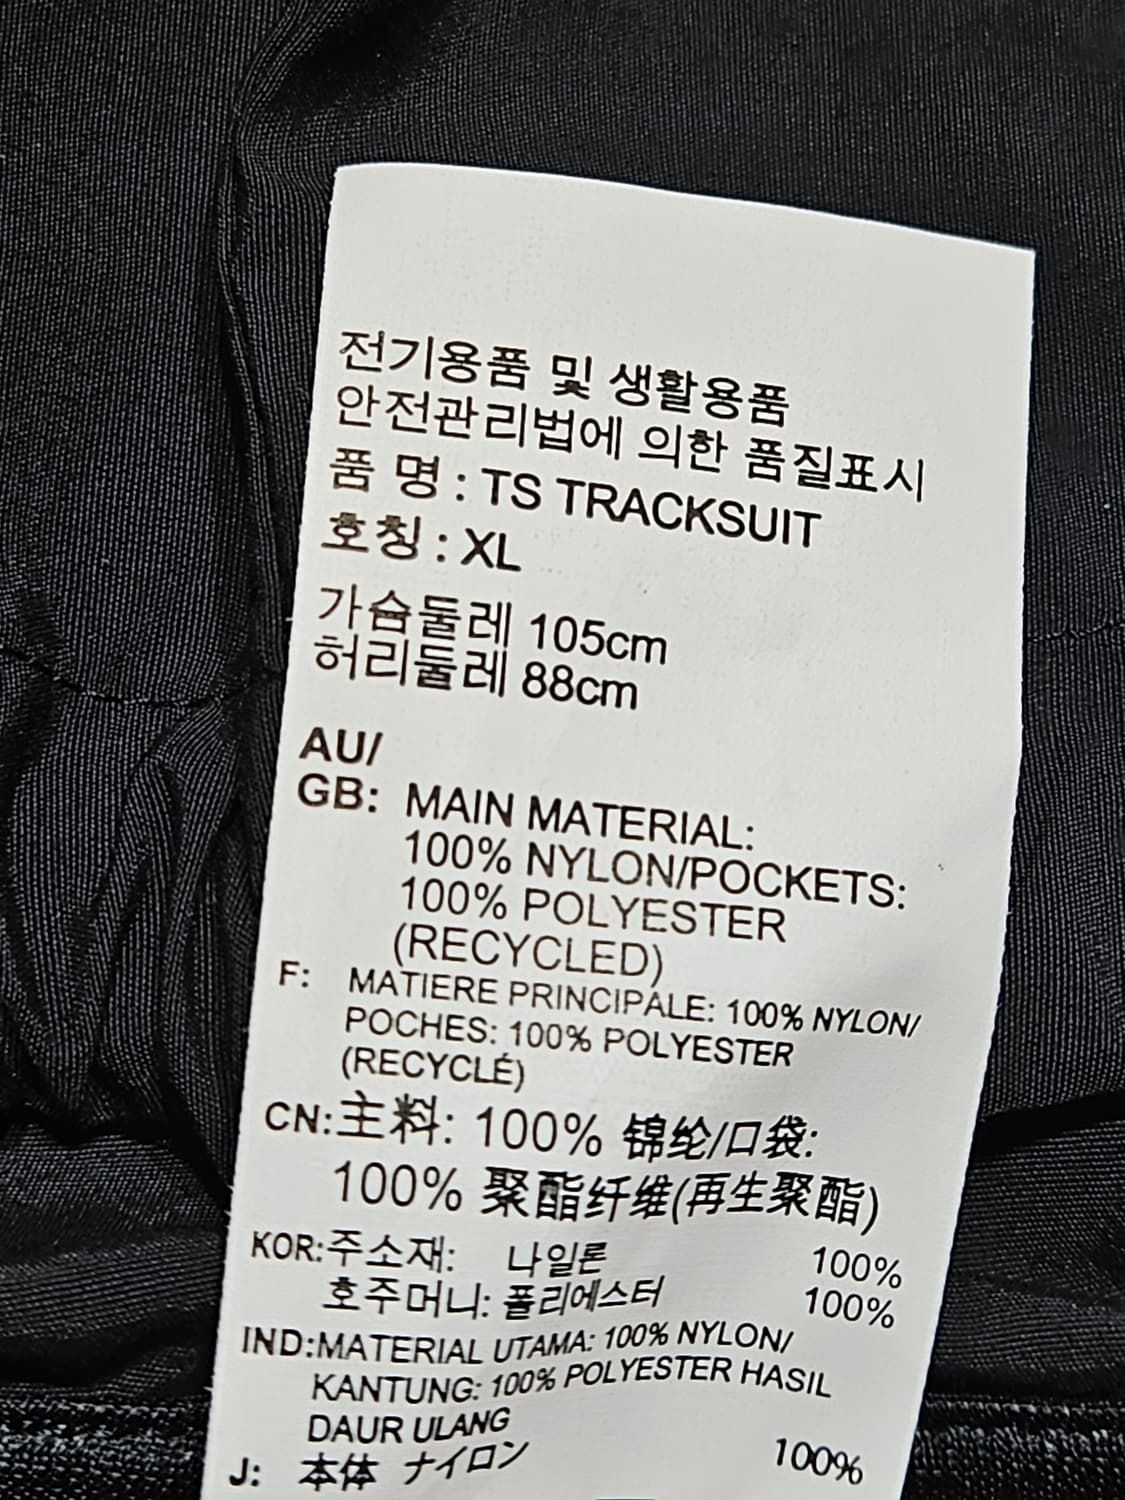 전기용품 및 생활용품
안전관리법에 의한 품질표시
품 명 : TS TRACKSUIT
호칭 : XL
가슴둘레 105cm
허리둘레 88cm
AU/
GB: MAIN MATERIAL:
100% NYLON/POCKETS:
100% POLYESTER
(RECYCLED)
F: MATIERE PRINCIPALE: 100% NYLON/
POCHES: 100% POLYESTER
(RECYCLÉ)
CN:主料: 100% 锦纶/口袋:
100% 聚酯纤维(再生聚酯)
KOR:주소재: 나일론 100%
호주머니: 폴리에스터 100%
IND:MATERIAL UTAMA: 100% NYLON/
KANTUNG: 100% POLYESTER HASIL
DAUR ULANG
J: 本体 ナイロン 100%